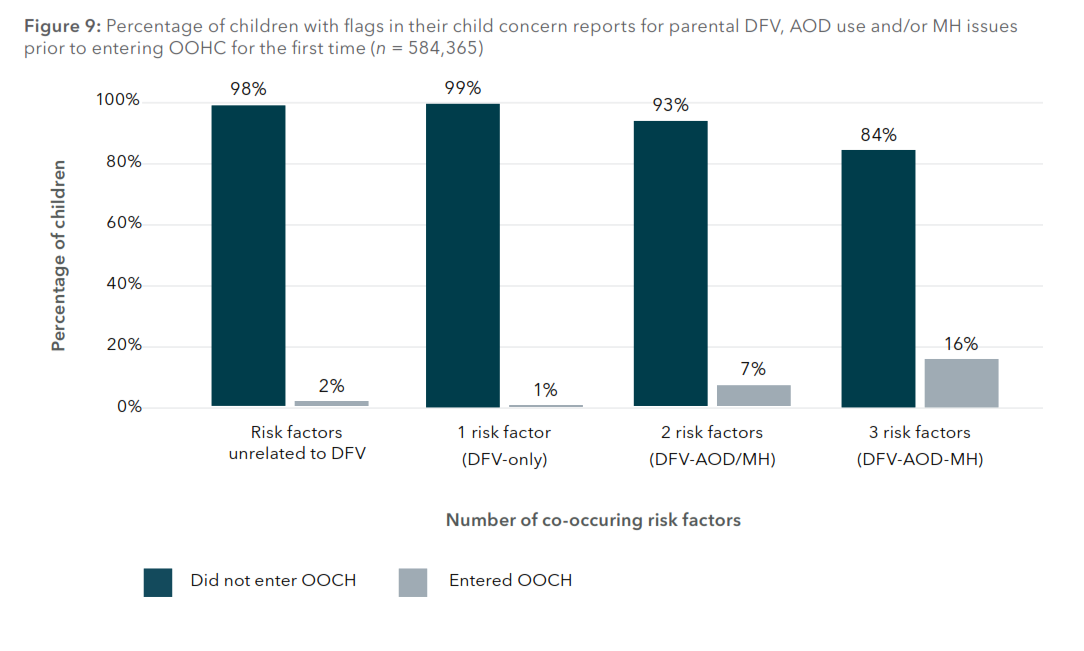 Figure 9: Percentage of children with flags in their child concern reports for parental DFV, AOD use and/or MH issues
prior to entering OOHC for the first time (n = 584,365)
Percentage of children
100%
80%
60%
40%
20%
0%
98%
2%
99%
1%
93%
7%
84%
16%
Risk factors
unrelated to DFV
1 risk factor
(DFV-only)
2 risk factors
(DFV-AOD/MH)
3 risk factors
(DFV-AOD-MH)
Number of co-occuring risk factors
Did not enter OOCH
Entered OOCH